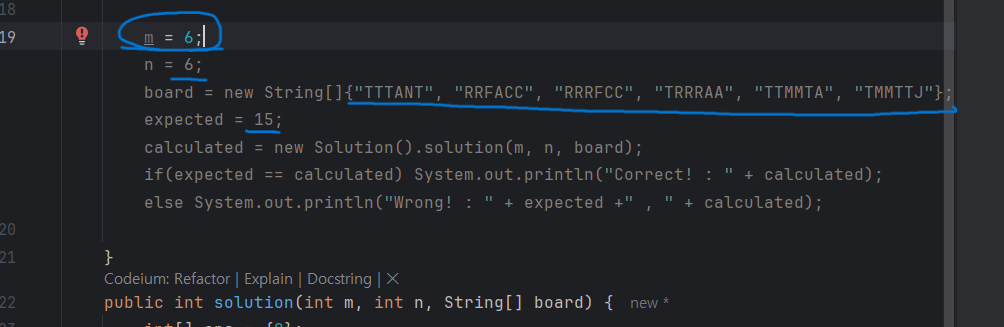 18
19 m = 6;
n = 6;
board = new String[]{"TTTANT", "RRFACC", "RRRFCC", "TRRRAA", "TTMMTA", "TMMTTJ"};
expected = 15;
calculated = new Solution().solution(m, n, board);
if(expected == calculated) System.out.println("Correct! : " + calculated);
else System.out.println("Wrong! : " + expected +" , " + calculated);
20
21 }
Codeium: Refactor | Explain | Docstring | ×
22 public int solution(int m, int n, String[] board) { new *